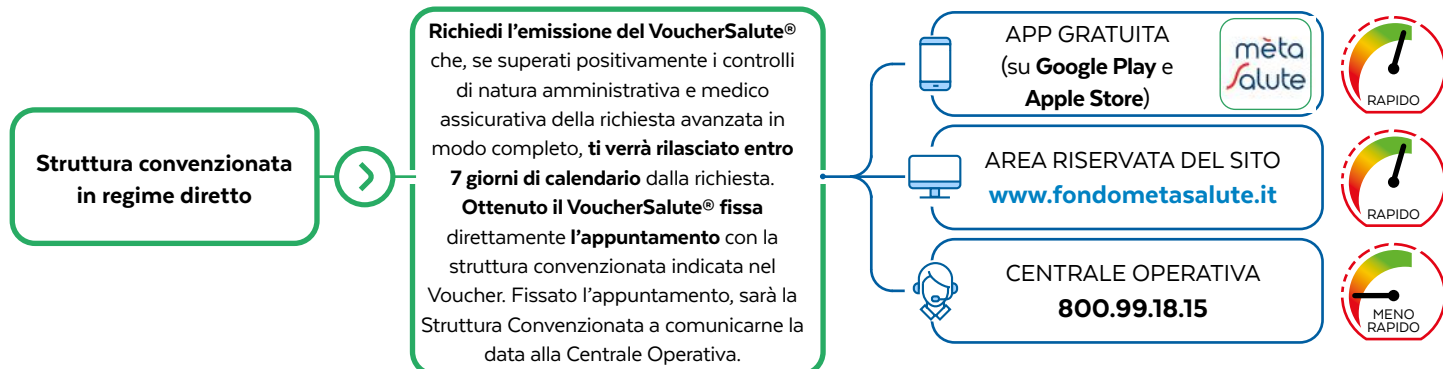 Struttura convenzionata
in regime diretto
Richiedi l’emissione del VoucherSalute®
che, se superati positivamente i controlli
di natura amministrativa e medico
assicurativa della richiesta avanzata in
modo completo, ti verrà rilasciato entro
7 giorni di calendario dalla richiesta.
Ottenuto il VoucherSalute® fissa
direttamente l’appuntamento con la
struttura convenzionata indicata nel
Voucher. Fissato l’appuntamento, sarà la
Struttura Convenzionata a comunicarne la
data alla Centrale Operativa.
APP GRATUITA
(su Google Play e
Apple Store)
mèta
Salute
RAPIDO
AREA RISERVATA DEL SITO
www.fondometasalute.it
RAPIDO
CENTRALE OPERATIVA
800.99.18.15
MENO
RAPIDO